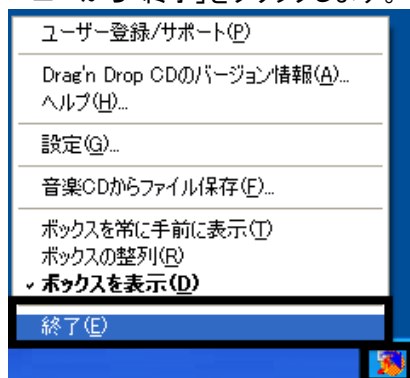 ユーザー登録/サポート(P)
Drag'n Drop CDのバージョン情報(A)...
ヘルプ(H)...
設定(G)...
音楽CDからファイル保存(F)...
ボックスを常に手前に表示(T)
ボックスの整列(R)
ボックスを表示(D)
終了(E)